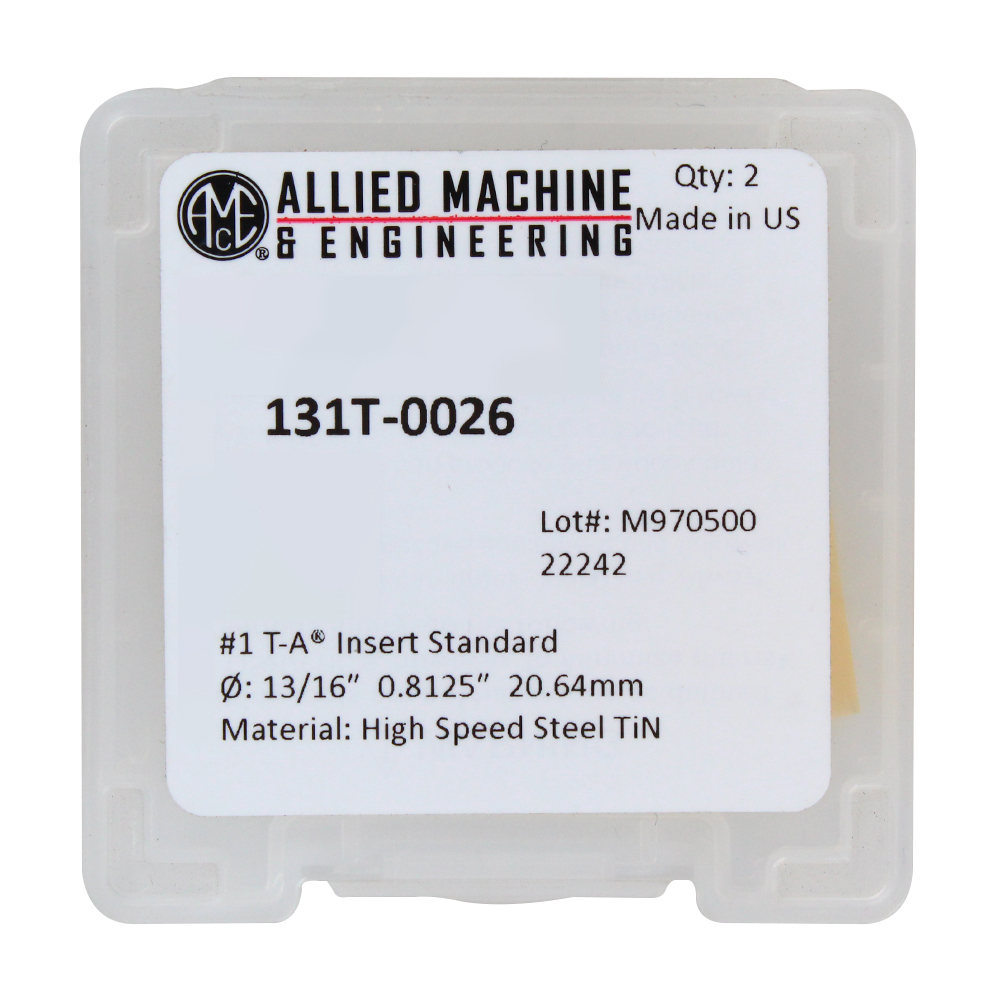 AMEC ® ALLIED MACHINE
& ENGINEERING
Qty: 2
Made in US
131T-0026
Lot#: M970500
22242
#1 T-A® Insert Standard
Ø: 13/16" 0.8125" 20.64mm
Material: High Speed Steel TiN